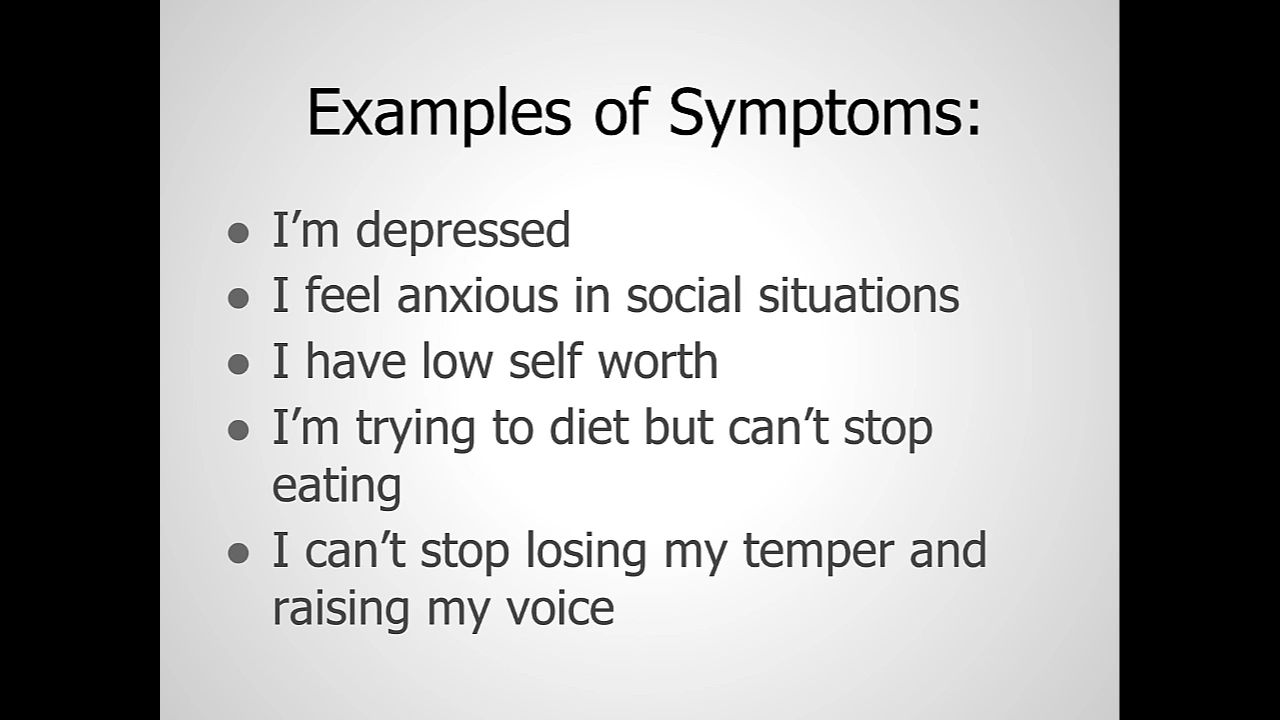 Examples of Symptoms:
● I’m depressed
● I feel anxious in social situations
● I have low self worth
● I’m trying to diet but can’t stop
eating
● I can’t stop losing my temper and
raising my voice